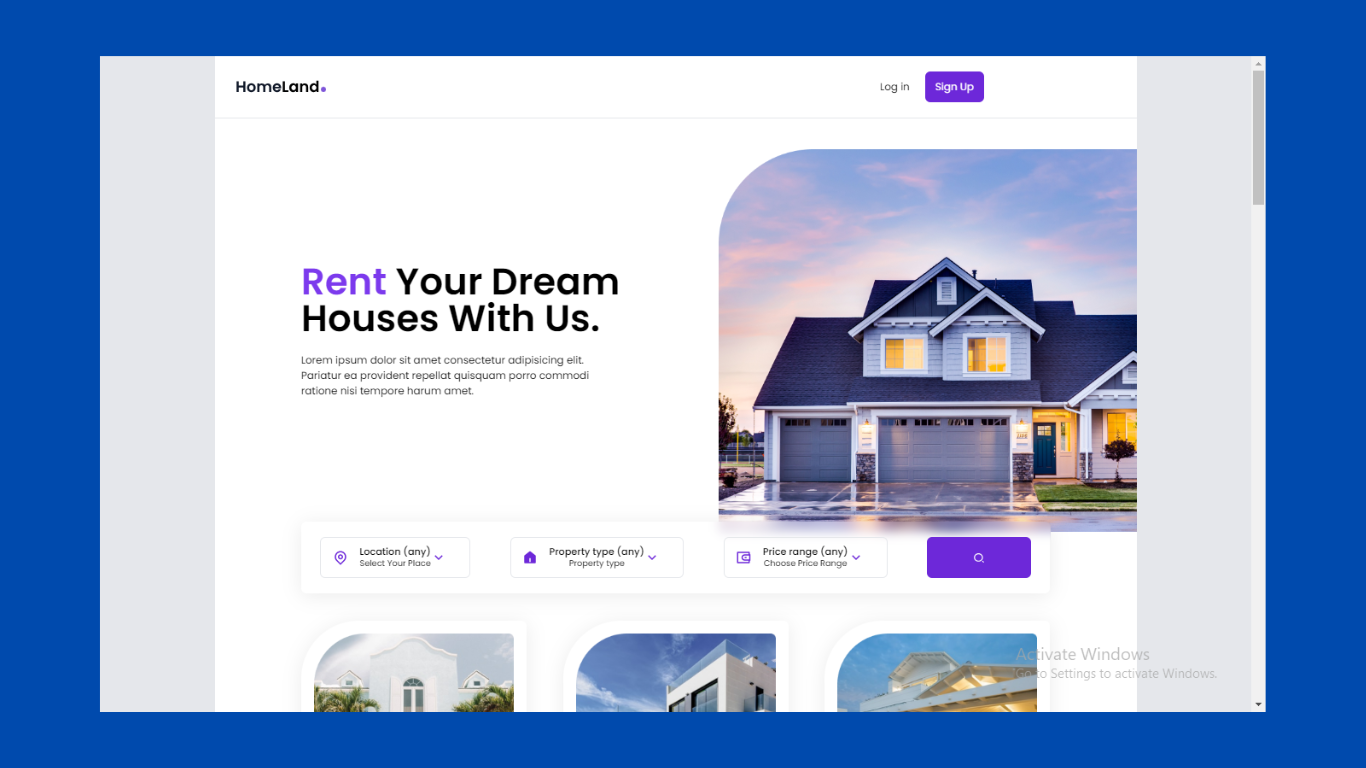 HomeLand.
Log in
Sign Up
Rent Your Dream
Houses With Us.
Lorem ipsum dolor sit amet consectetur adipisicing elit.
Pariatur ea provident repellat quisquam porro commodi
ratione nisi tempore harum amet.
Location (any)
Select Your Place
Property type (any)
Property type
Price range (any)
Choose Price Range
Activate Windows
Go to Settings to activate Windows.